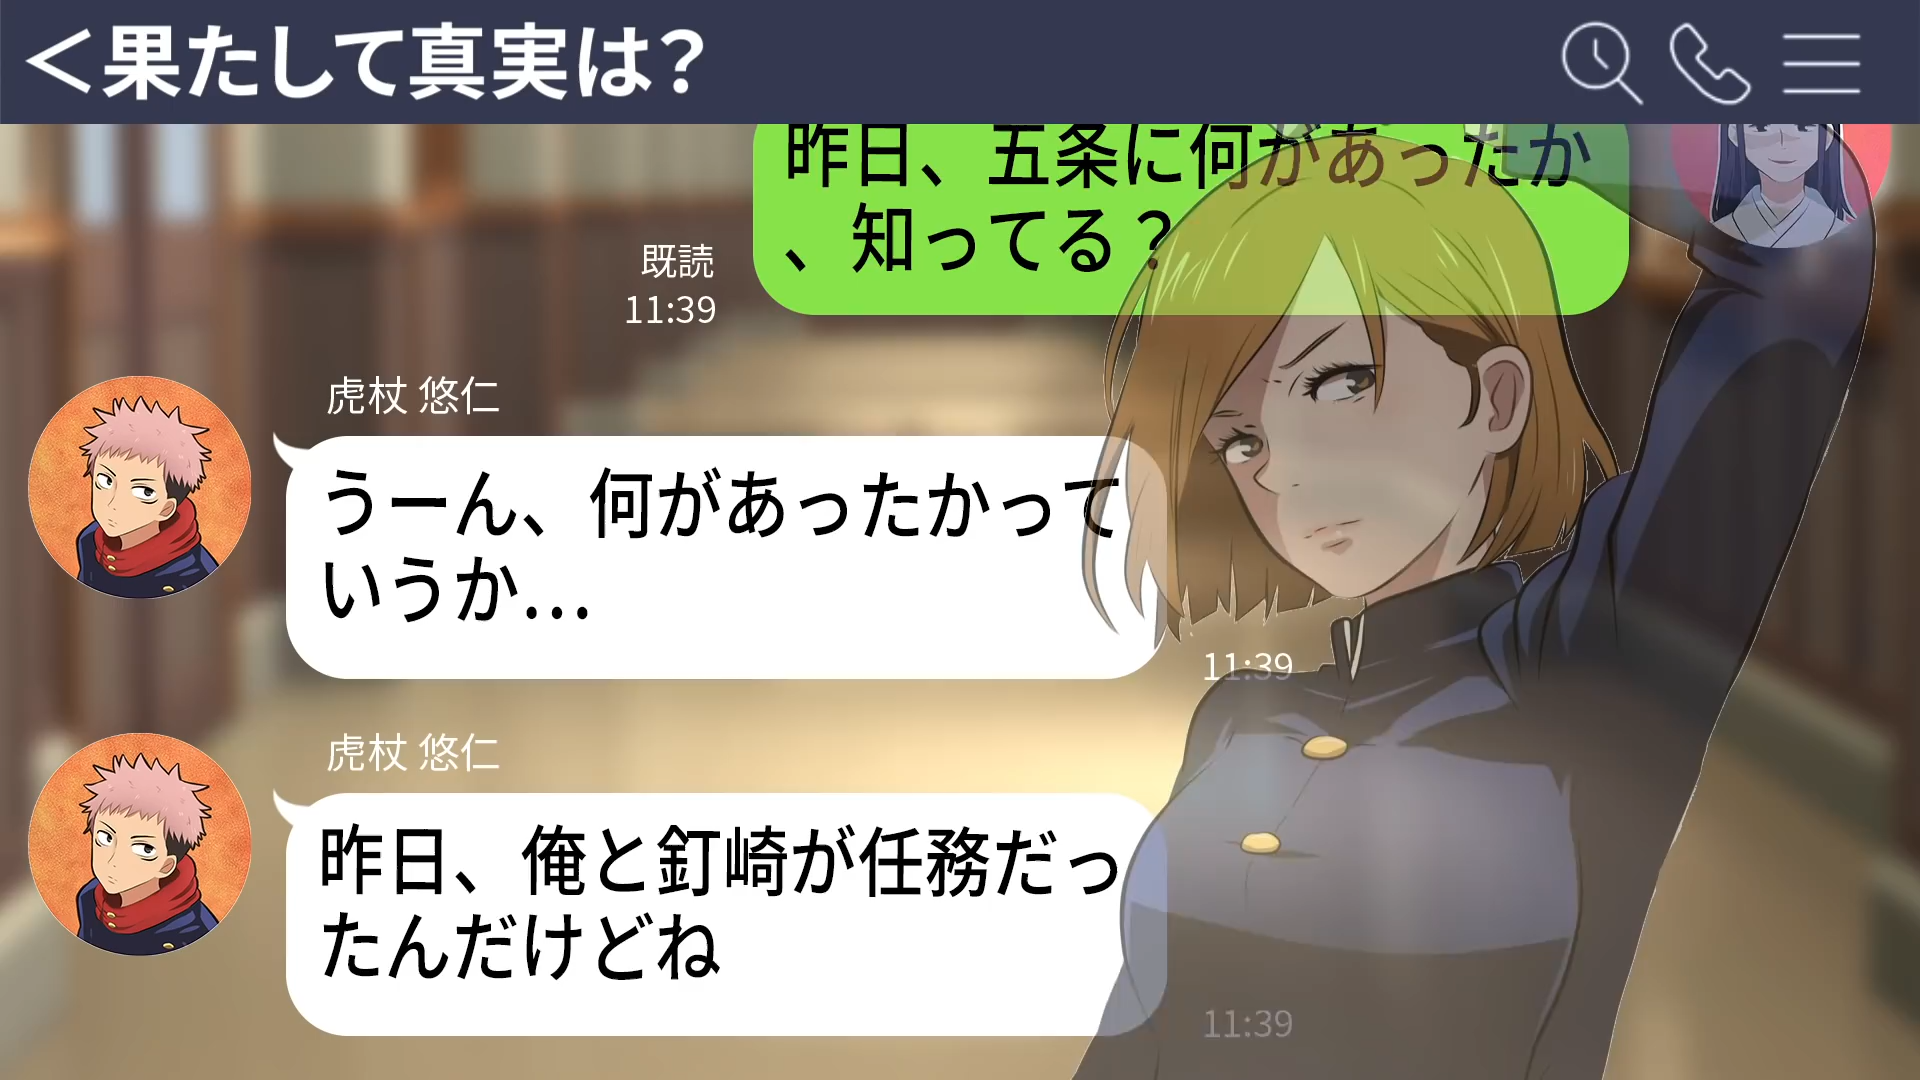 ＜果たして真実は？
昨日、五条に何があったか
、知ってる？
既読
11:39
虎杖 悠仁
うーん、何があったかって
いうか…
11:39
虎杖 悠仁
昨日、俺と釘崎が任務だっ
たんだけどね
11:39